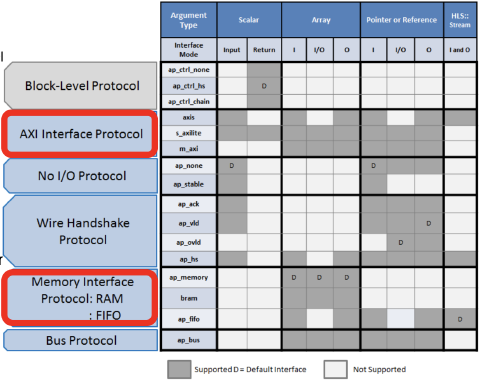 Argument Type Scalar Array Pointer or Reference HLS:: Stream
Interface Mode Input Return I I/O O I I/O O I and O
Block-Level Protocol
ap_ctrl_none
ap_ctrl_hs D
ap_ctrl_chain
AXI Interface Protocol
axis
s_axilite
m_axi
No I/O Protocol
ap_none D D
ap_stable
Wire Handshake Protocol
ap_ack
ap_vld D
ap_ovld D
ap_hs
Memory Interface
Protocol: RAM
: FIFO
ap_memory D D D
bram
ap_fifo D
Bus Protocol
ap_bus
Supported D = Default Interface Not Supported